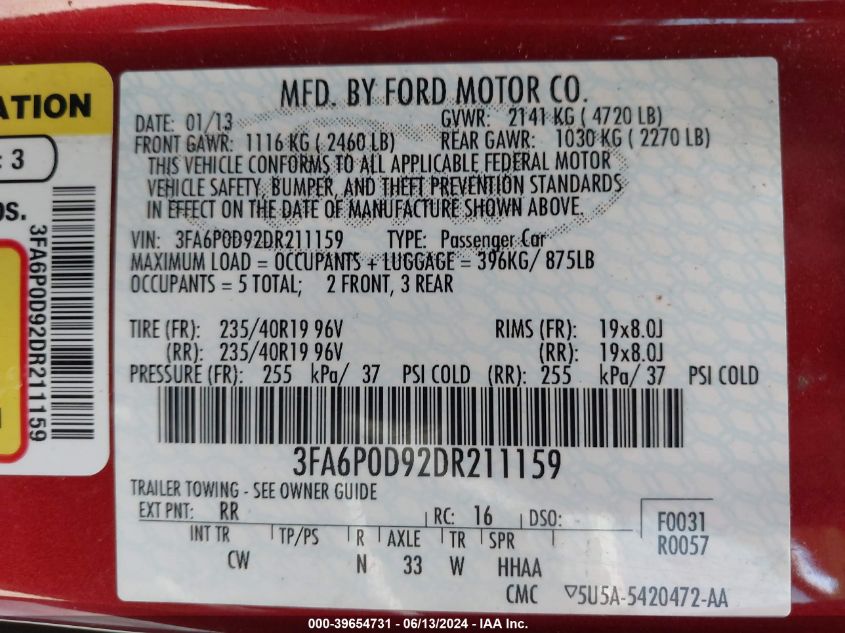 ATION
: 3
DS.
3FA6P0D92DR211159
MFD. BY FORD MOTOR CO.
DATE: 01/13 GVWR: 2141 KG ( 4720 LB)
FRONT GAWR: 1116 KG ( 2460 LB) REAR GAWR: 1030 KG ( 2270 LB)
THIS VEHICLE CONFORMS TO ALL APPLICABLE FEDERAL MOTOR
VEHICLE SAFETY, BUMPER, AND THEFT PREVENTION STANDARDS
IN EFFECT ON THE DATE OF MANUFACTURE SHOWN ABOVE.
VIN: 3FA6P0D92DR211159 TYPE: Passenger Car
MAXIMUM LOAD = OCCUPANTS + LUGGAGE = 396KG/ 875LB
OCCUPANTS = 5 TOTAL; 2 FRONT, 3 REAR
TIRE (FR): 235/40R19 96V RIMS (FR): 19x8.0J
(RR): 235/40R19 96V (RR): 19x8.0J
PRESSURE (FR): 255 kPa/ 37 PSI COLD (RR): 255 kPa/ 37 PSI COLD
3FA6P0D92DR211159
TRAILER TOWING - SEE OWNER GUIDE
EXT PNT: RR RC: 16 DSO: F0031
R0057
INT TR TP/PS R AXLE TR SPR
CW N 33 W HHAA
CMC ▽5U5A-5420472-AA
000-39654731 - 06/13/2024 - IAA Inc.